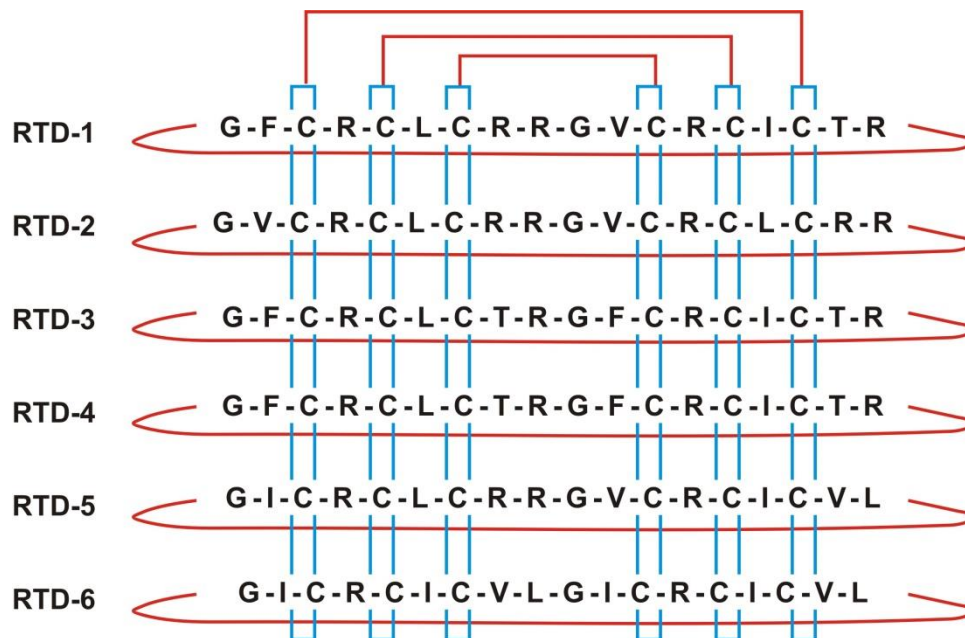 RTD-1 G-F-C-R-C-L-C-R-R-G-V-C-R-C-I-C-T-R
RTD-2 G-V-C-R-C-L-C-R-R-G-V-C-R-C-L-C-R-R
RTD-3 G-F-C-R-C-L-C-T-R-G-F-C-R-C-I-C-T-R
RTD-4 G-F-C-R-C-L-C-T-R-G-F-C-R-C-I-C-T-R
RTD-5 G-I-C-R-C-L-C-R-R-G-V-C-R-C-I-C-V-L
RTD-6 G-I-C-R-C-I-C-V-L-G-I-C-R-C-I-C-V-L